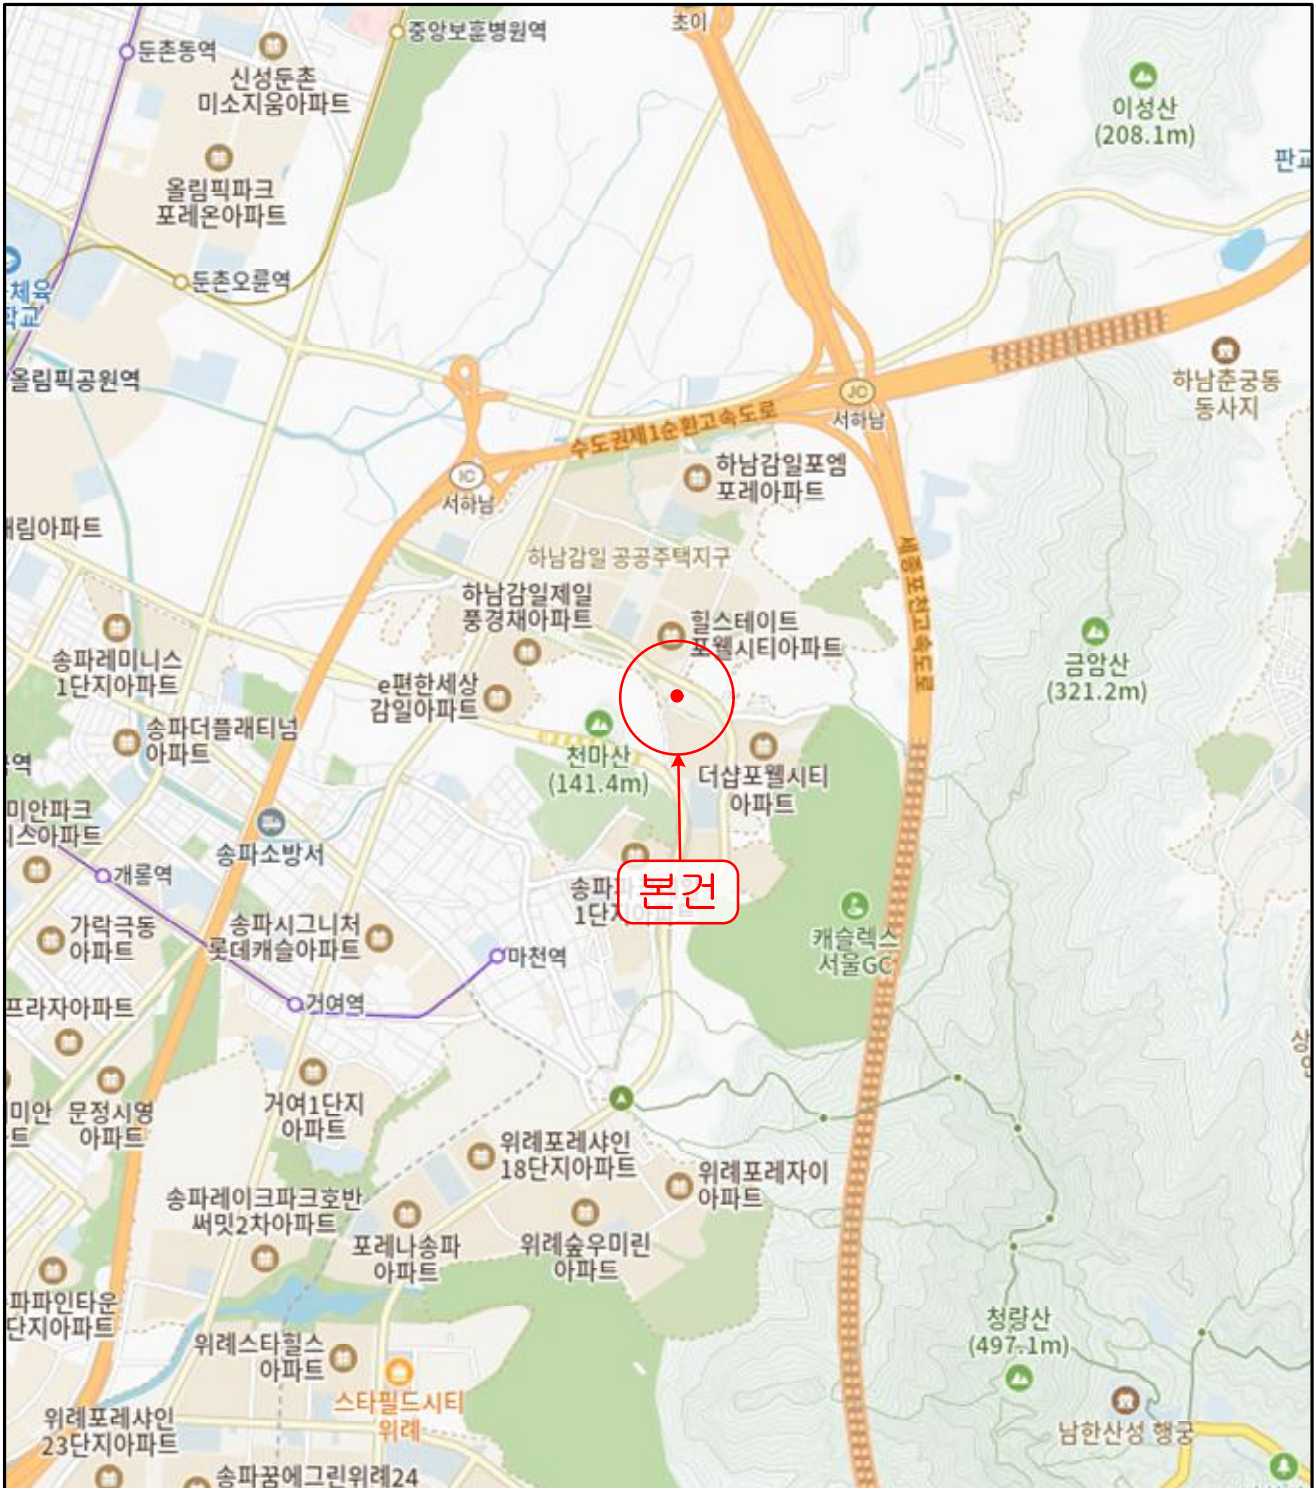 초이
중앙보훈병원역
둔촌동역
신성둔촌
미소지움아파트
이성산
(208.1m)
판교
올림픽파크
포레온아파트
둔촌오륜역
체육
학교
올림픽공원역
하남춘궁동
동사지
JC
서하남
수도권제1순환고속도로
IC
서하남
하남감일포엠
포레아파트
림아파트
하남감일 공공주택지구
세종포천고속도로
하남감일제일
풍경채아파트
힐스테이트
포웰시티아파트
송파레미니스
1단지아파트
금암산
(321.2m)
e편한세상
감일아파트
송파더플래티넘
아파트
역
천마산
(141.4m)
더샵포웰시티
아파트
미안파크
스아파트
송파소방서
개롱역
송파
1단지아파트
본건
가락극동
아파트
송파시그니처
롯데캐슬아파트
캐슬렉스
서울GC
마천역
거여역
프라자아파트
상
거여1단지
아파트
미안
트
문정시영
아파트
위례포레샤인
18단지아파트
위례포레자이
아파트
송파레이크파크호반
써밋2차아파트
포레나송파
아파트
위례숲우미린
아파트
파파인타운
단지아파트
청량산
(497.1m)
위례스타힐스
아파트
스타필드시티
위례
위례포레샤인
23단지아파트
남한산성 행궁
송파꿈에그린위례24